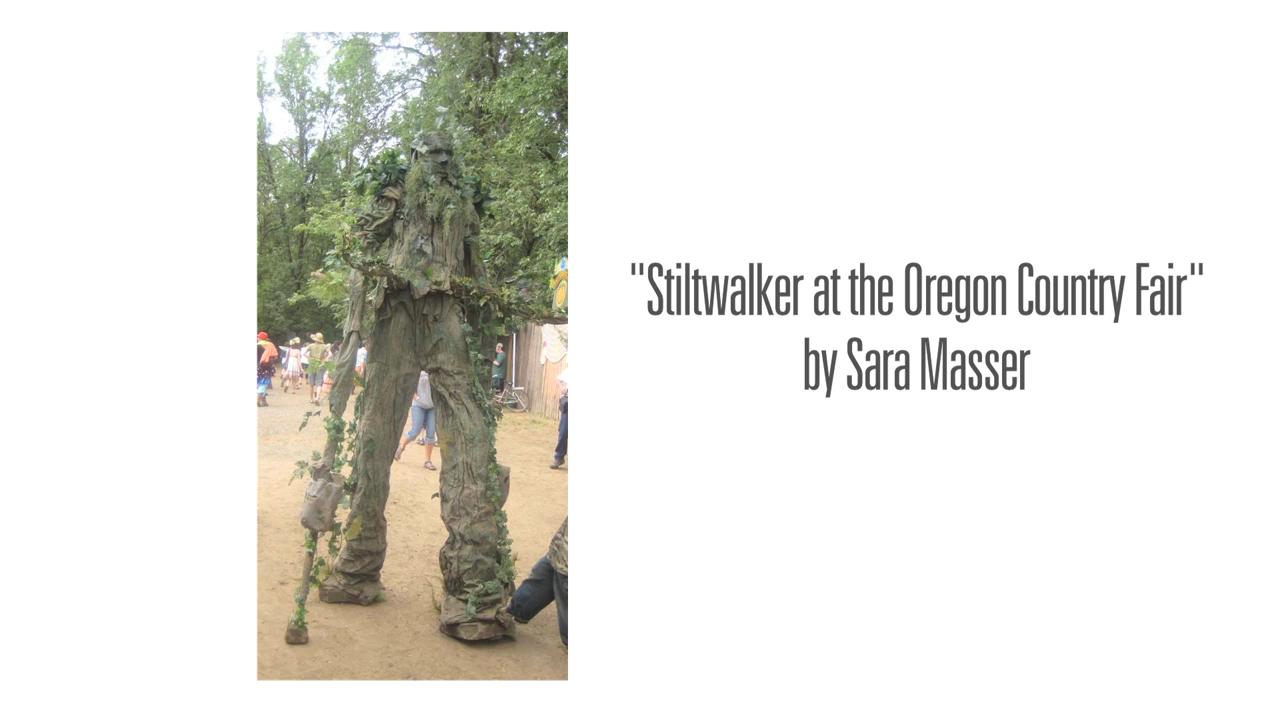 "Stiltwalker at the Oregon Country Fair"
by Sara Masser